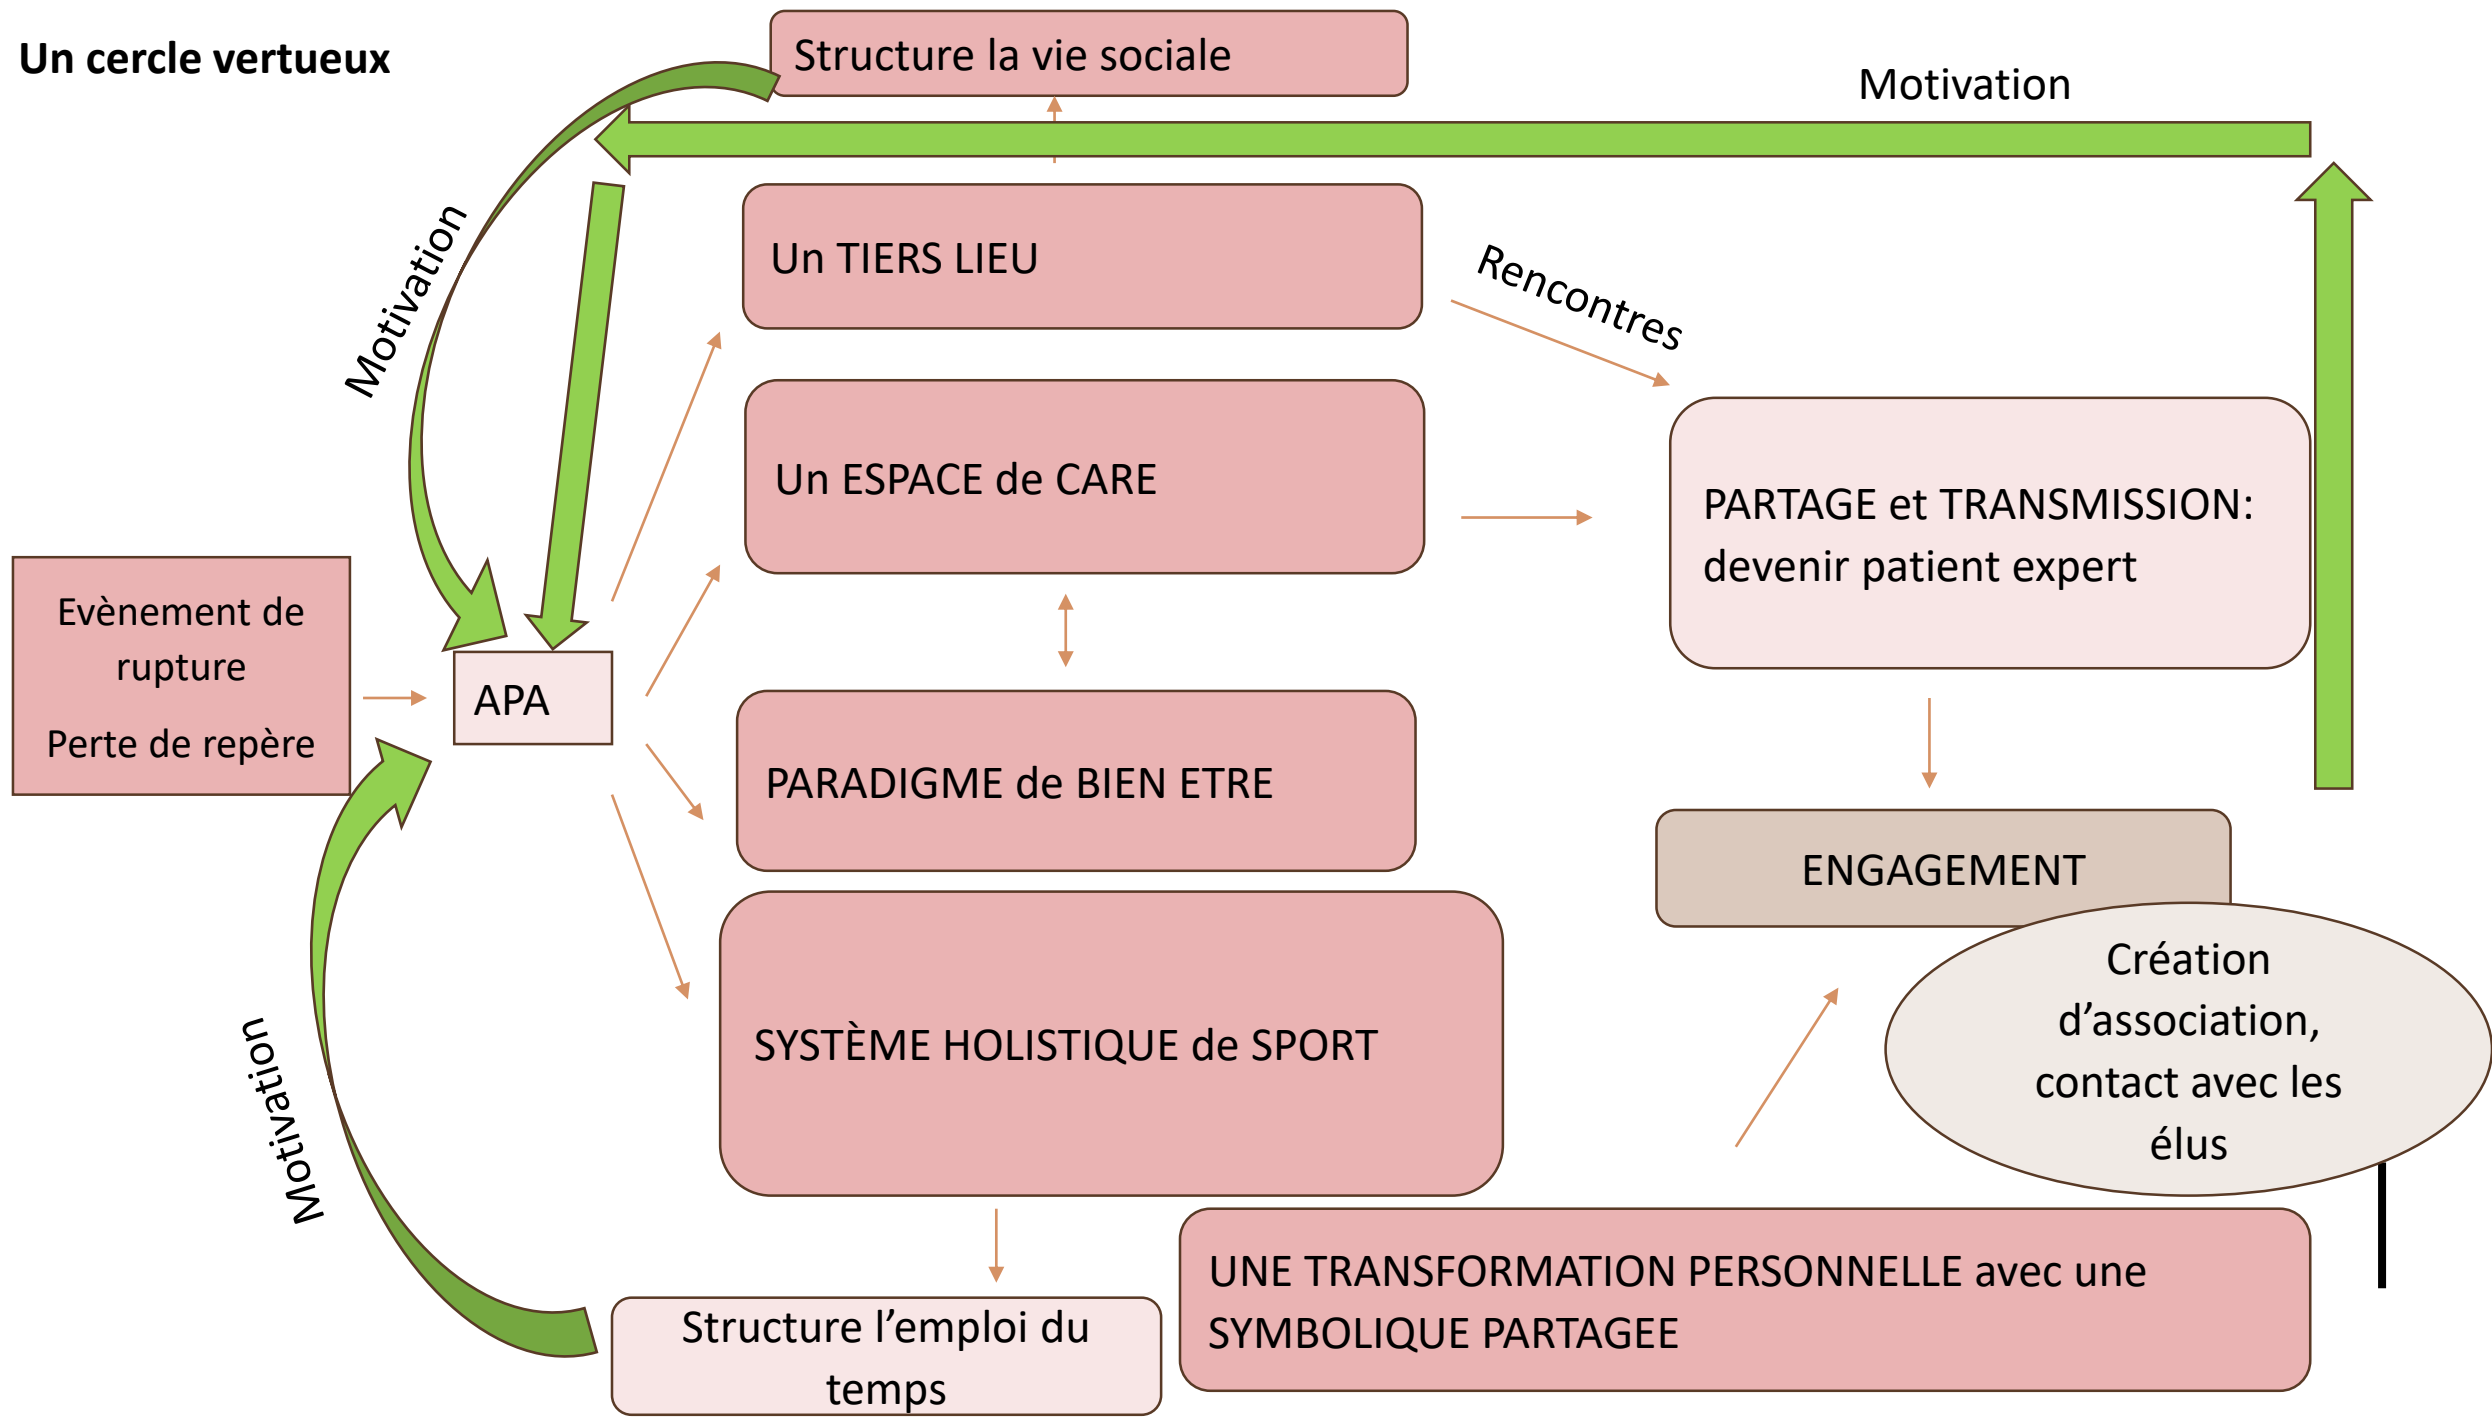 Un cercle vertueux
Structure la vie sociale
Motivation
Motivation
Un TIERS LIEU
Rencontres
Un ESPACE de CARE
PARTAGE et TRANSMISSION:
devenir patient expert
Evènement de
rupture
Perte de repère
APA
PARADIGME de BIEN ETRE
ENGAGEMENT
Création
d’association,
contact avec les
élus
SYSTÈME HOLISTIQUE de SPORT
Motivation
UNE TRANSFORMATION PERSONNELLE avec une
SYMBOLIQUE PARTAGEE
Structure l’emploi du
temps